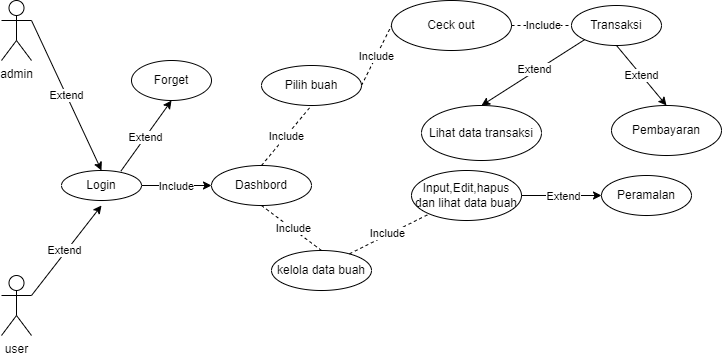 Ceck out
Include
Transaksi
admin
Include
Extend
Extend
Forget
Pilih buah
Extend
Extend
Include
Lihat data transaksi
Pembayaran
Login
Include
Dashbord
Input,Edit,hapus
dan lihat data buah
Extend
Peramalan
Extend
Include
Include
kelola data buah
user